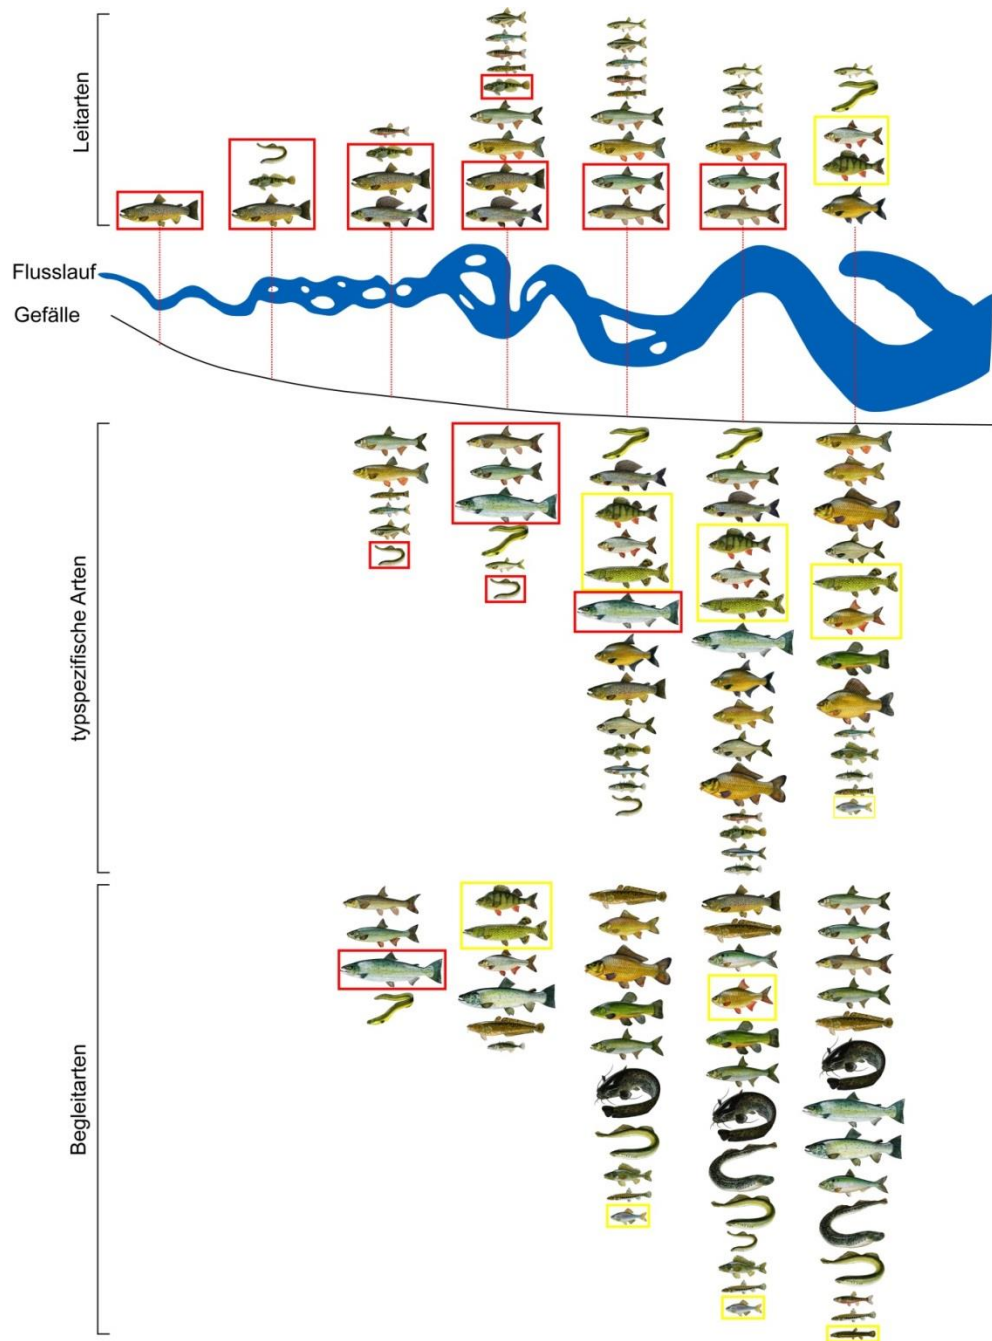 Leitarten
Flusslauf
Gefälle
typspezifische Arten
Begleitarten